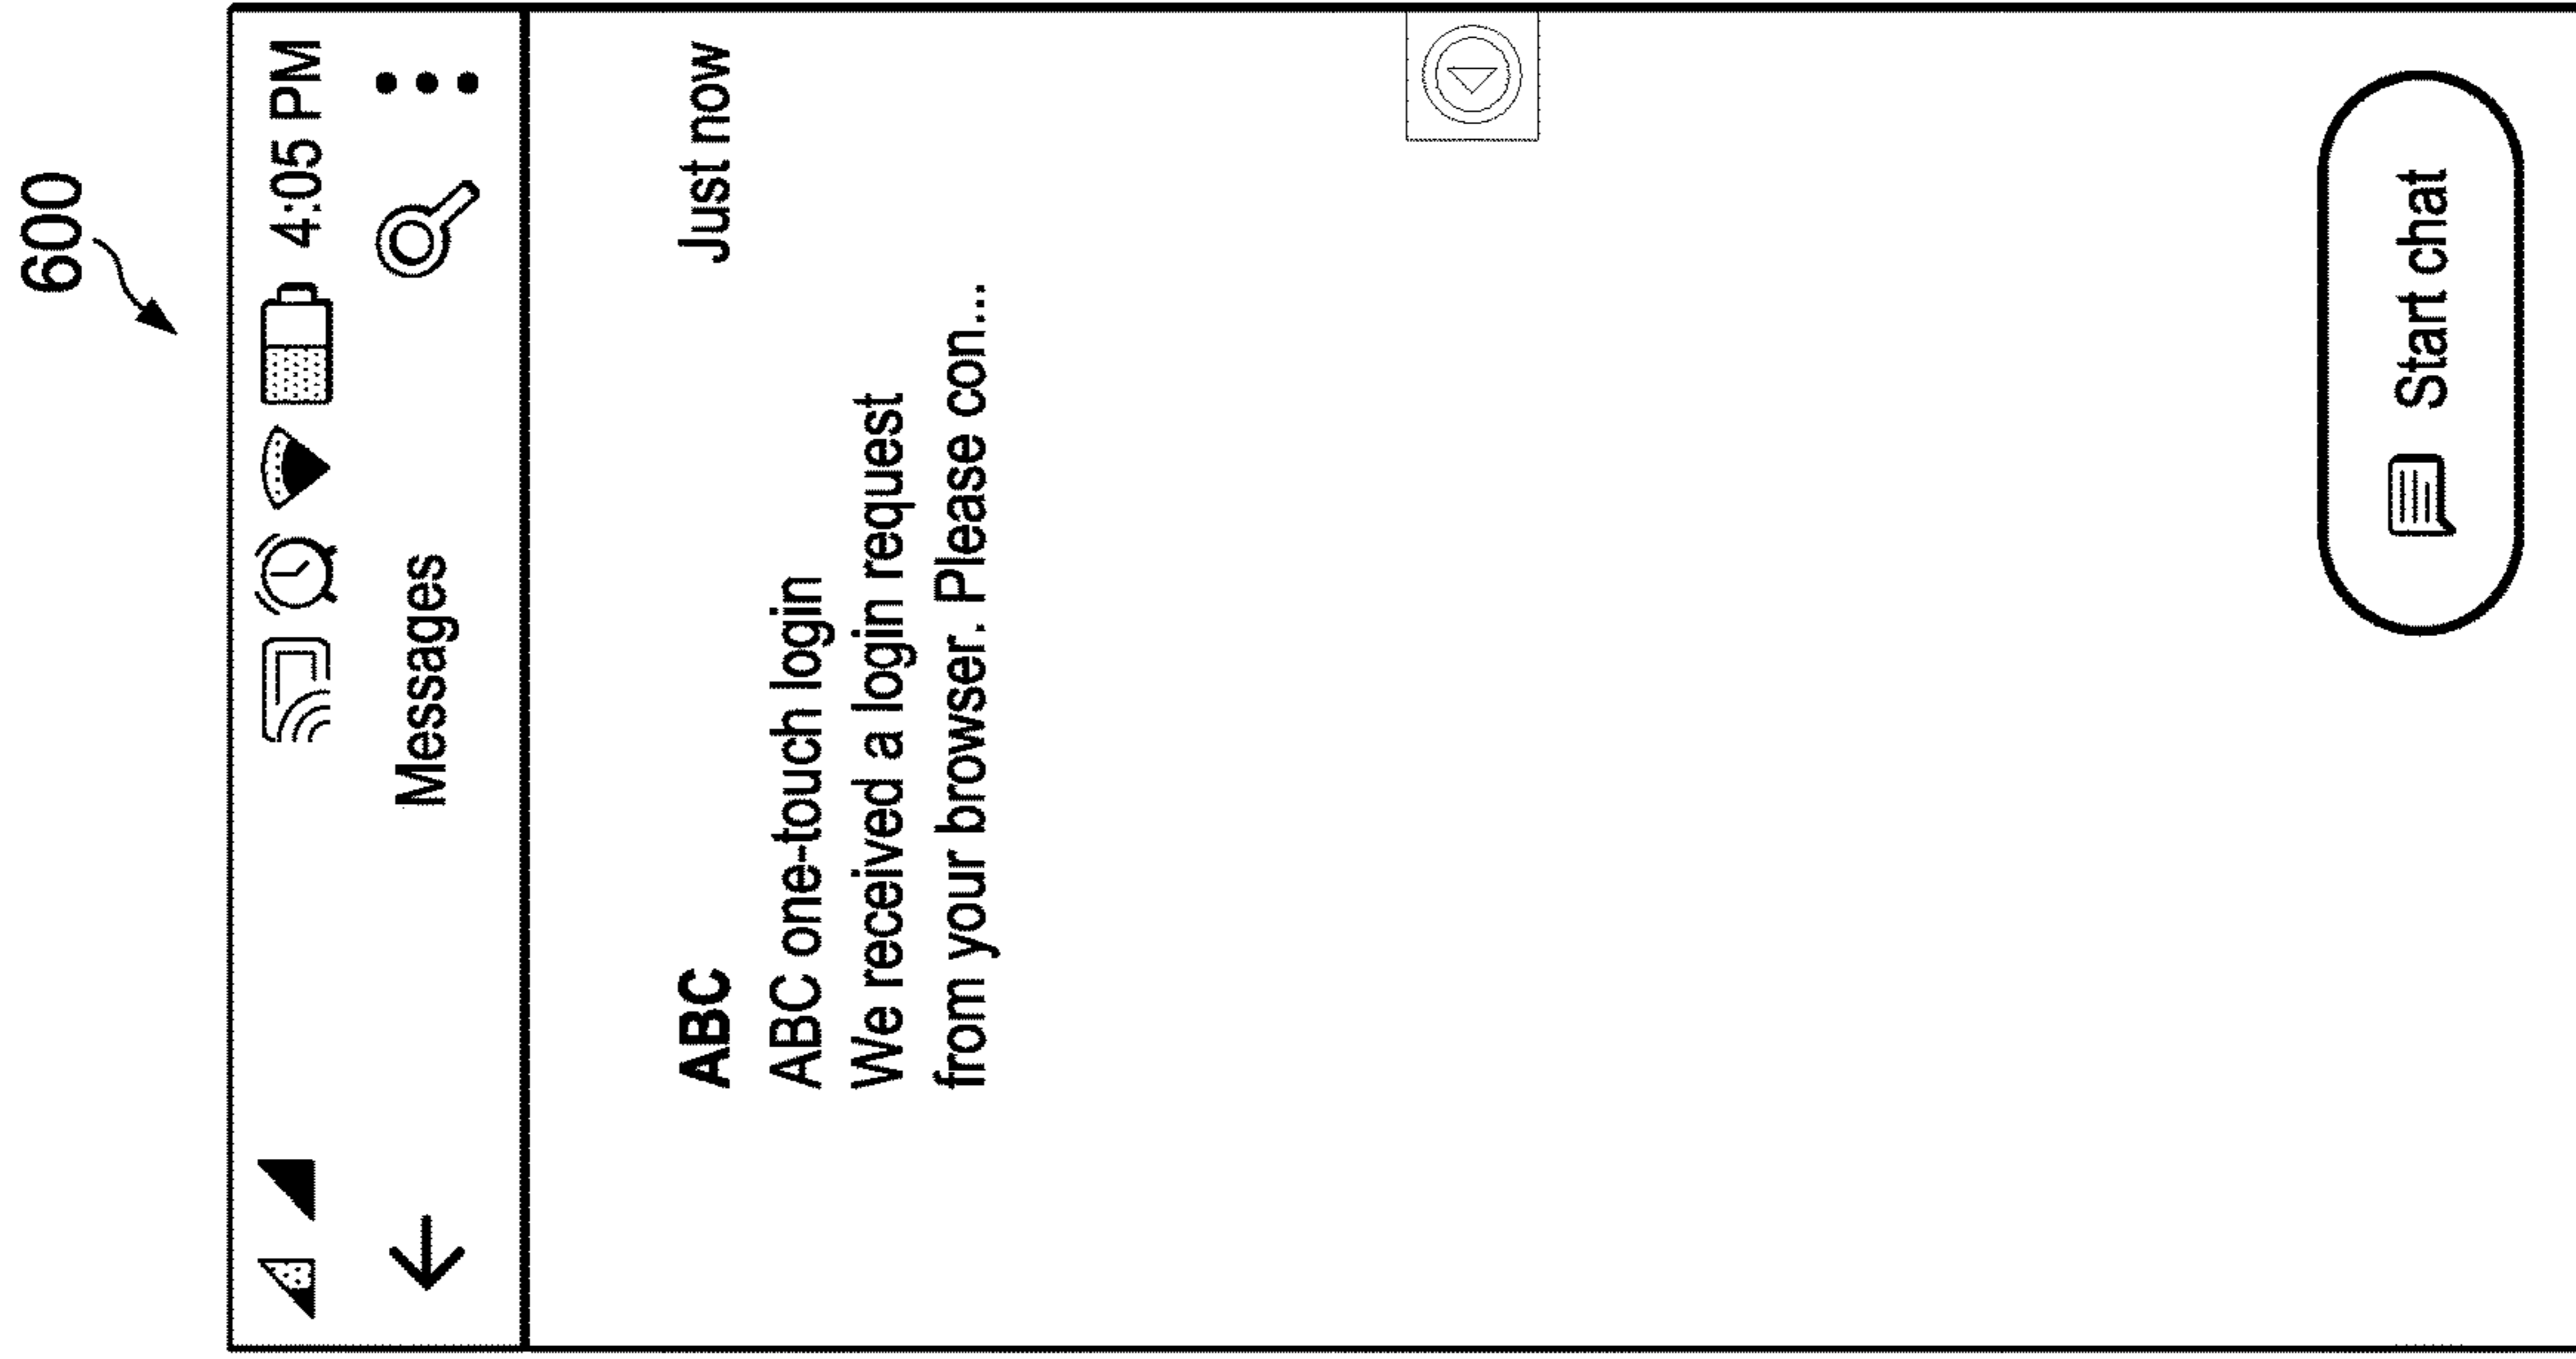 600
4:05 PM
Messages
ABC Just now
ABC one-touch login
We received a login request
from your browser. Please con...
Start chat